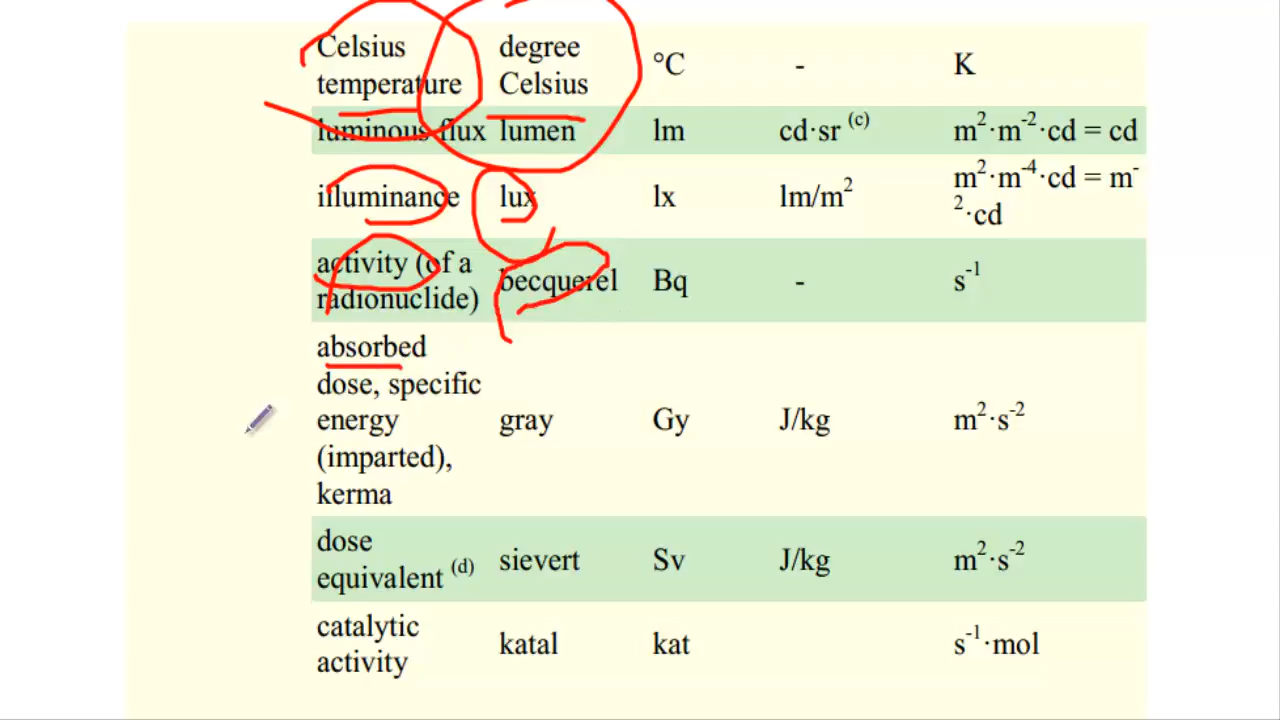 Celsius temperature degree Celsius °C - K
luminous flux lumen lm cd·sr (c) m²·m⁻²·cd = cd
illuminance lux lx lm/m² m²·m⁻⁴·cd = m⁻²·cd
activity (of a radionuclide) becquerel Bq - s⁻¹
absorbed dose, specific energy (imparted), kerma gray Gy J/kg m²·s⁻²
dose equivalent (d) sievert Sv J/kg m²·s⁻²
catalytic activity katal kat s⁻¹·mol